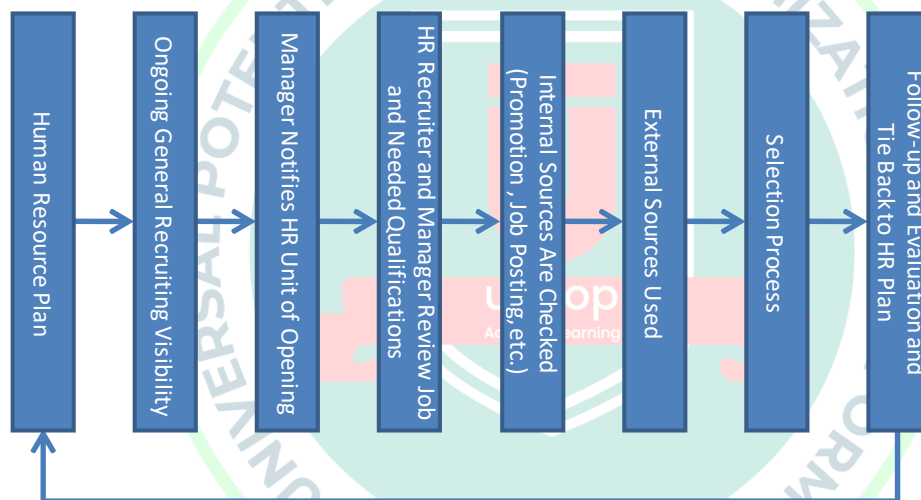 Human Resource Plan
Ongoing General Recruiting Visibility
Manager Notifies HR Unit of Opening
HR Recruiter and Manager Review Job
and Needed Qualifications
Internal Sources Are Checked
(Promotion , Job Posting, etc.)
External Sources Used
Selection Process
Follow-up and Evaluation and
Tie Back to HR Plan